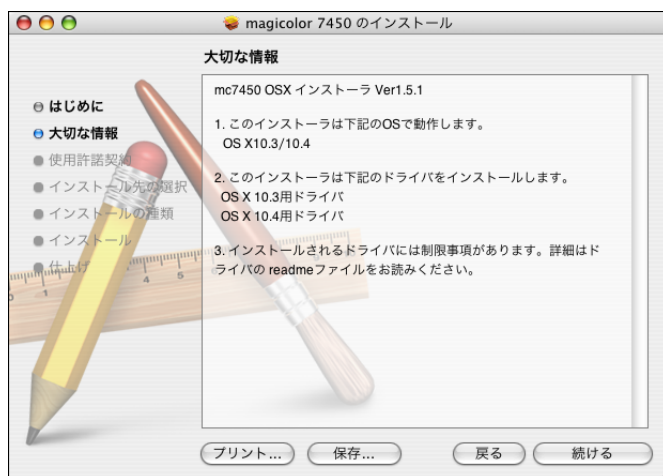 magicolor 7450 のインストール
大切な情報
はじめに
大切な情報
使用許諾契約
インストール先の選択
インストールの種類
インストール
仕上げ
mc7450 OSX インストーラ Ver1.5.1
1. このインストーラは下記のOSで動作します。
OS X10.3/10.4
2. このインストーラは下記のドライバをインストールします。
OS X 10.3用ドライバ
OS X 10.4用ドライバ
3. インストールされるドライバには制限事項があります。詳細はド
ライバの readmeファイルをお読みください。
1
4
5
プリント...
保存...
戻る
続ける